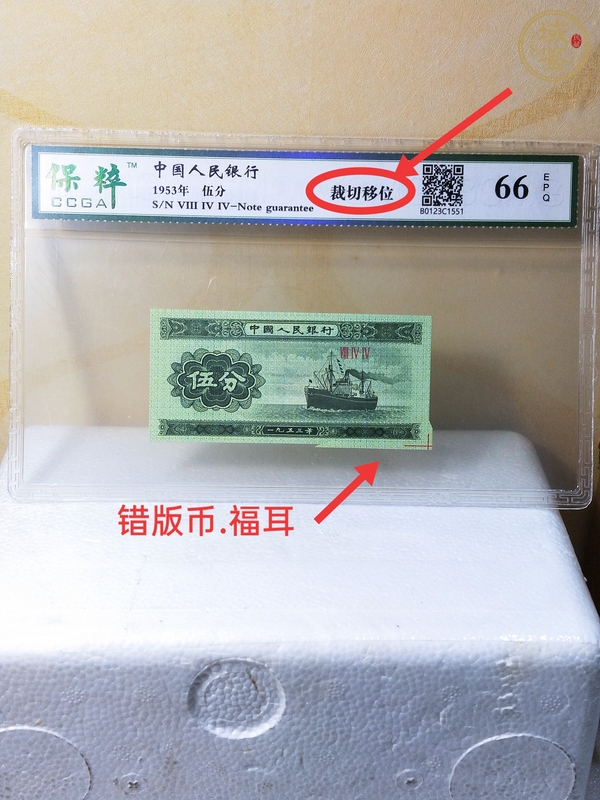 保粹™
CCGA
中国人民银行
1953年 伍分
S/N VIII IV IV-Note guarantee
裁切移位
B0123C1551
66
EPQ
中國人民銀行
VIII IV IV
伍分
一九五三年
错版币.福耳